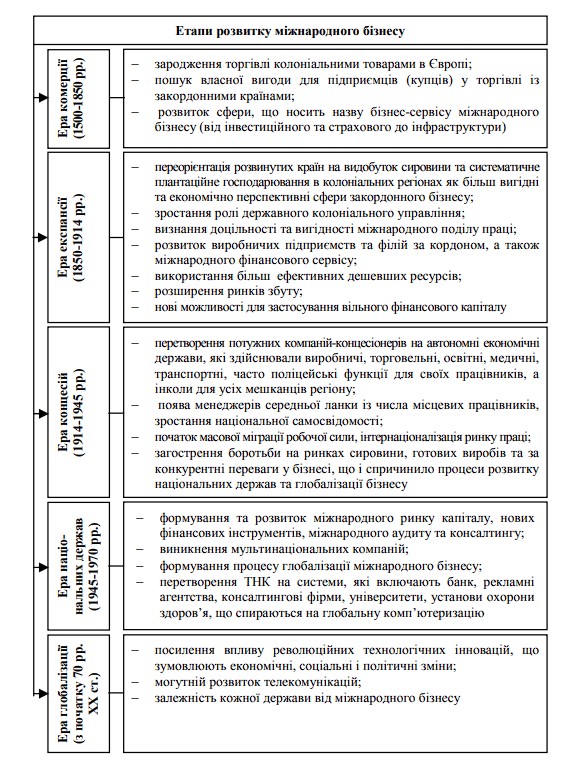 Етапи розвитку міжнародного бізнесу
Ера комерції
(1500-1850 рр.)
– зародження торгівлі колоніальними товарами в Європі;
– пошук власної вигоди для підприємців (купців) у торгівлі із
закордонними країнами;
– розвиток сфери, що носить назву бізнес-сервісу міжнародного
бізнесу (від інвестиційного та страхового до інфраструктури)
Ера експансії
(1850-1914 рр.)
– переорієнтація розвинутих країн на видобуток сировини та систематичне
плантаційне господарювання в колоніальних регіонах як більш вигідні
та економічно перспективні сфери закордонного бізнесу;
– зростання ролі державного колоніального управління;
– визнання доцільності та вигідності міжнародного поділу праці;
– розвиток виробничих підприємств та філій за кордоном, а також
міжнародного фінансового сервісу;
– використання більш ефективних дешевших ресурсів;
– розширення ринків збуту;
– нові можливості для застосування вільного фінансового капіталу
Ера концесій
(1914-1945 рр.)
– перетворення потужних компаній-концесіонерів на автономні економічні
держави, які здійснювали виробничі, торговельні, освітні, медичні,
транспортні, часто поліцейські функції для своїх працівників, а
інколи для усіх мешканців регіону;
– поява менеджерів середньої ланки із числа місцевих працівників,
зростання національної самосвідомості;
– початок масової міграції робочої сили, інтернаціоналізація ринку праці;
– загострення боротьби на ринках сировини, готових виробів та за
конкурентні переваги у бізнесі, що і спричинило процеси розвитку
національних держав та глобалізації бізнесу
Ера націо-
нальних держав
(1945-1970 рр.)
– формування та розвиток міжнародного ринку капіталу, нових
фінансових інструментів, міжнародного аудиту та консалтингу;
– виникнення мультинаціональних компаній;
– формування процесу глобалізації міжнародного бізнесу;
– перетворення ТНК на системи, які включають банк, рекламні
агентства, консалтингові фірми, університети, установи охорони
здоров’я, що спираються на глобальну комп’ютеризацію
Ера глобалізації
(з початку 70 рр.
ХХ ст.)
– посилення впливу революційних технологічних інновацій, що
зумовлюють економічні, соціальні і політичні зміни;
– могутній розвиток телекомунікацій;
– залежність кожної держави від міжнародного бізнесу